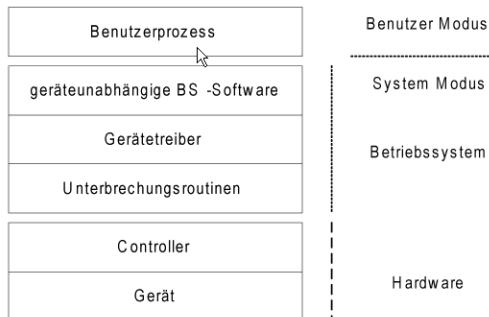 Benutzerprozess
Benutzer Modus
geräteunabhängige BS -Software
System Modus
Gerätetreiber
Betriebssystem
Unterbrechungsroutinen
Controller
Hardware
Gerät